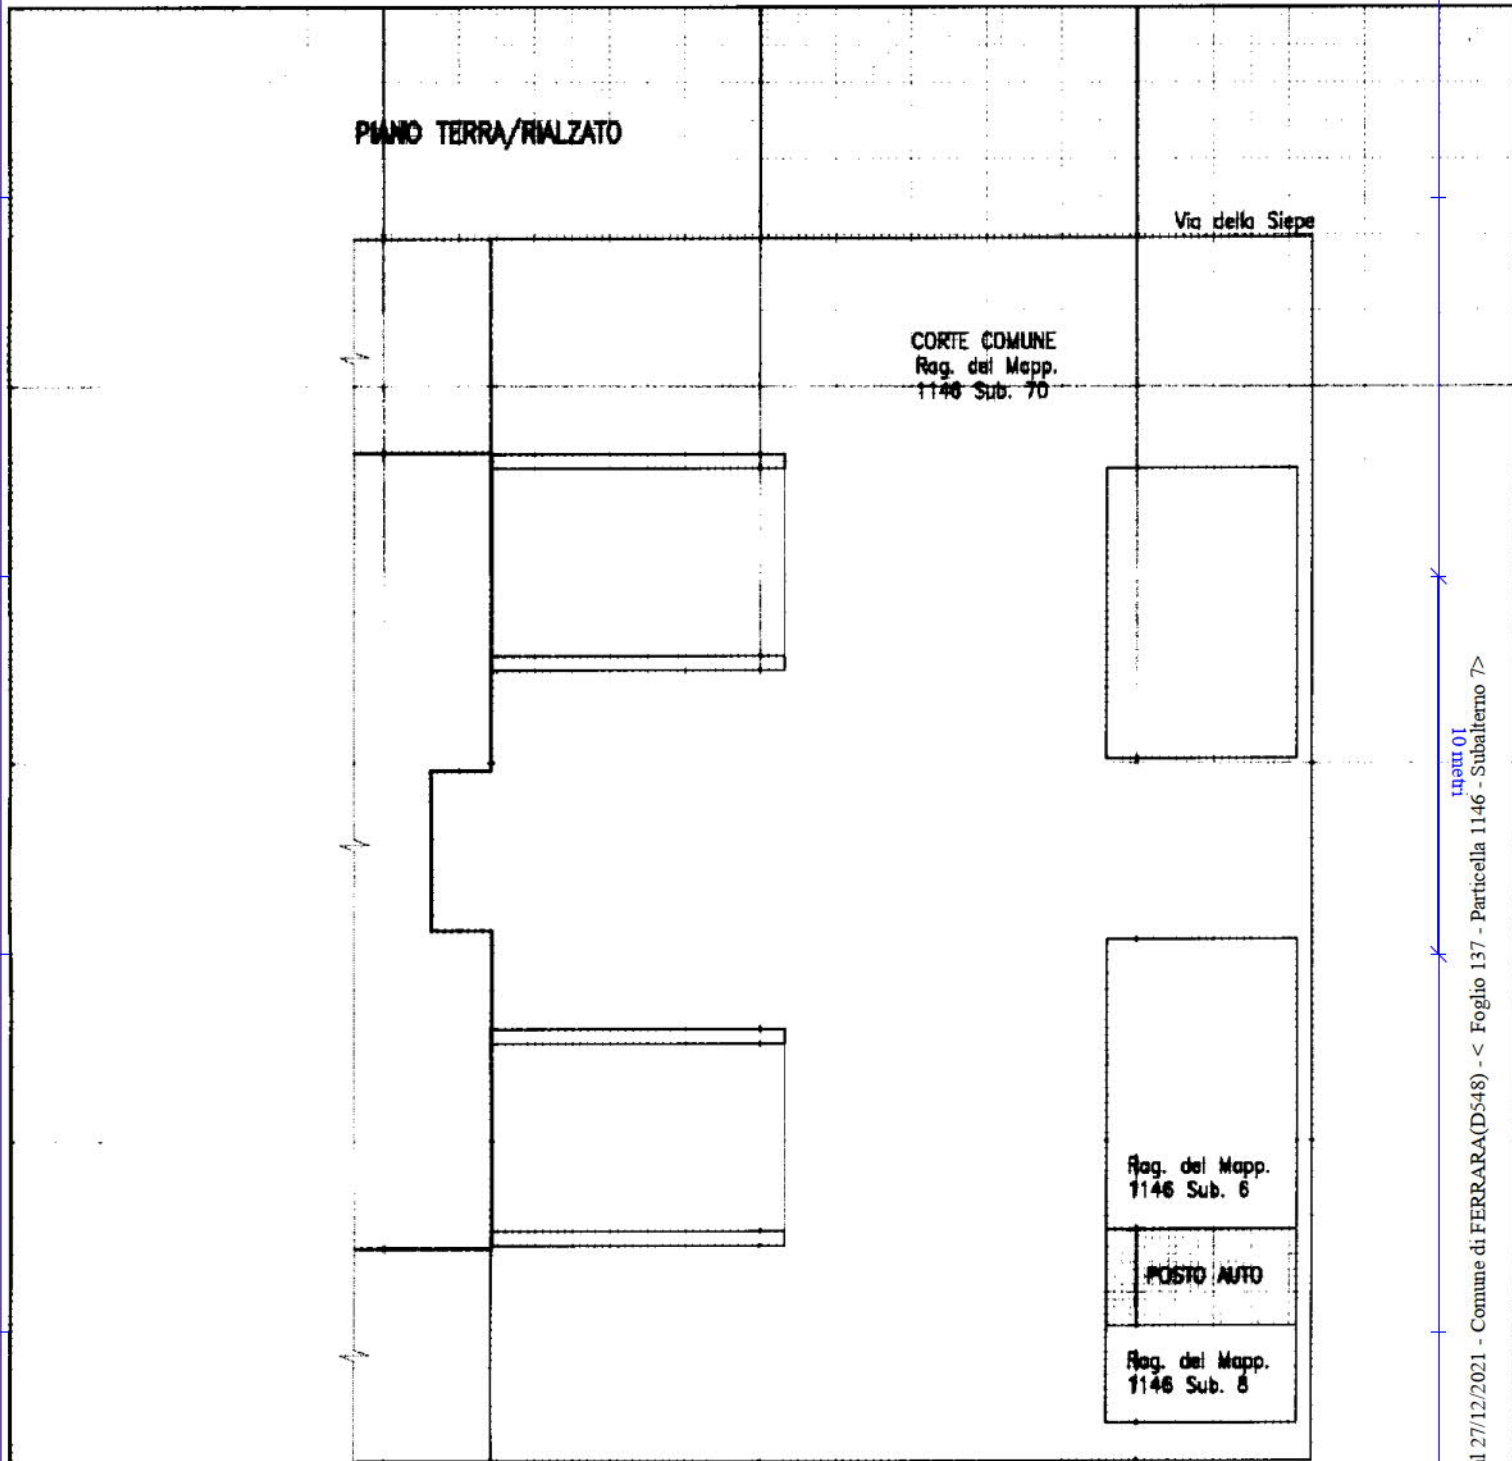 PIANO TERRA/RIALZATO
Via della Siepe
CORTE COMUNE
Rag. del Mapp.
1146 Sub. 70
10 metri
Rag. del Mapp.
1146 Sub. 6
POSTO AUTO
Rag. del Mapp.
1146 Sub. 8
27/12/2021 - Comune di FERRARA(D548) - < Foglio 137 - Particella 1146 - Subalterno 7>